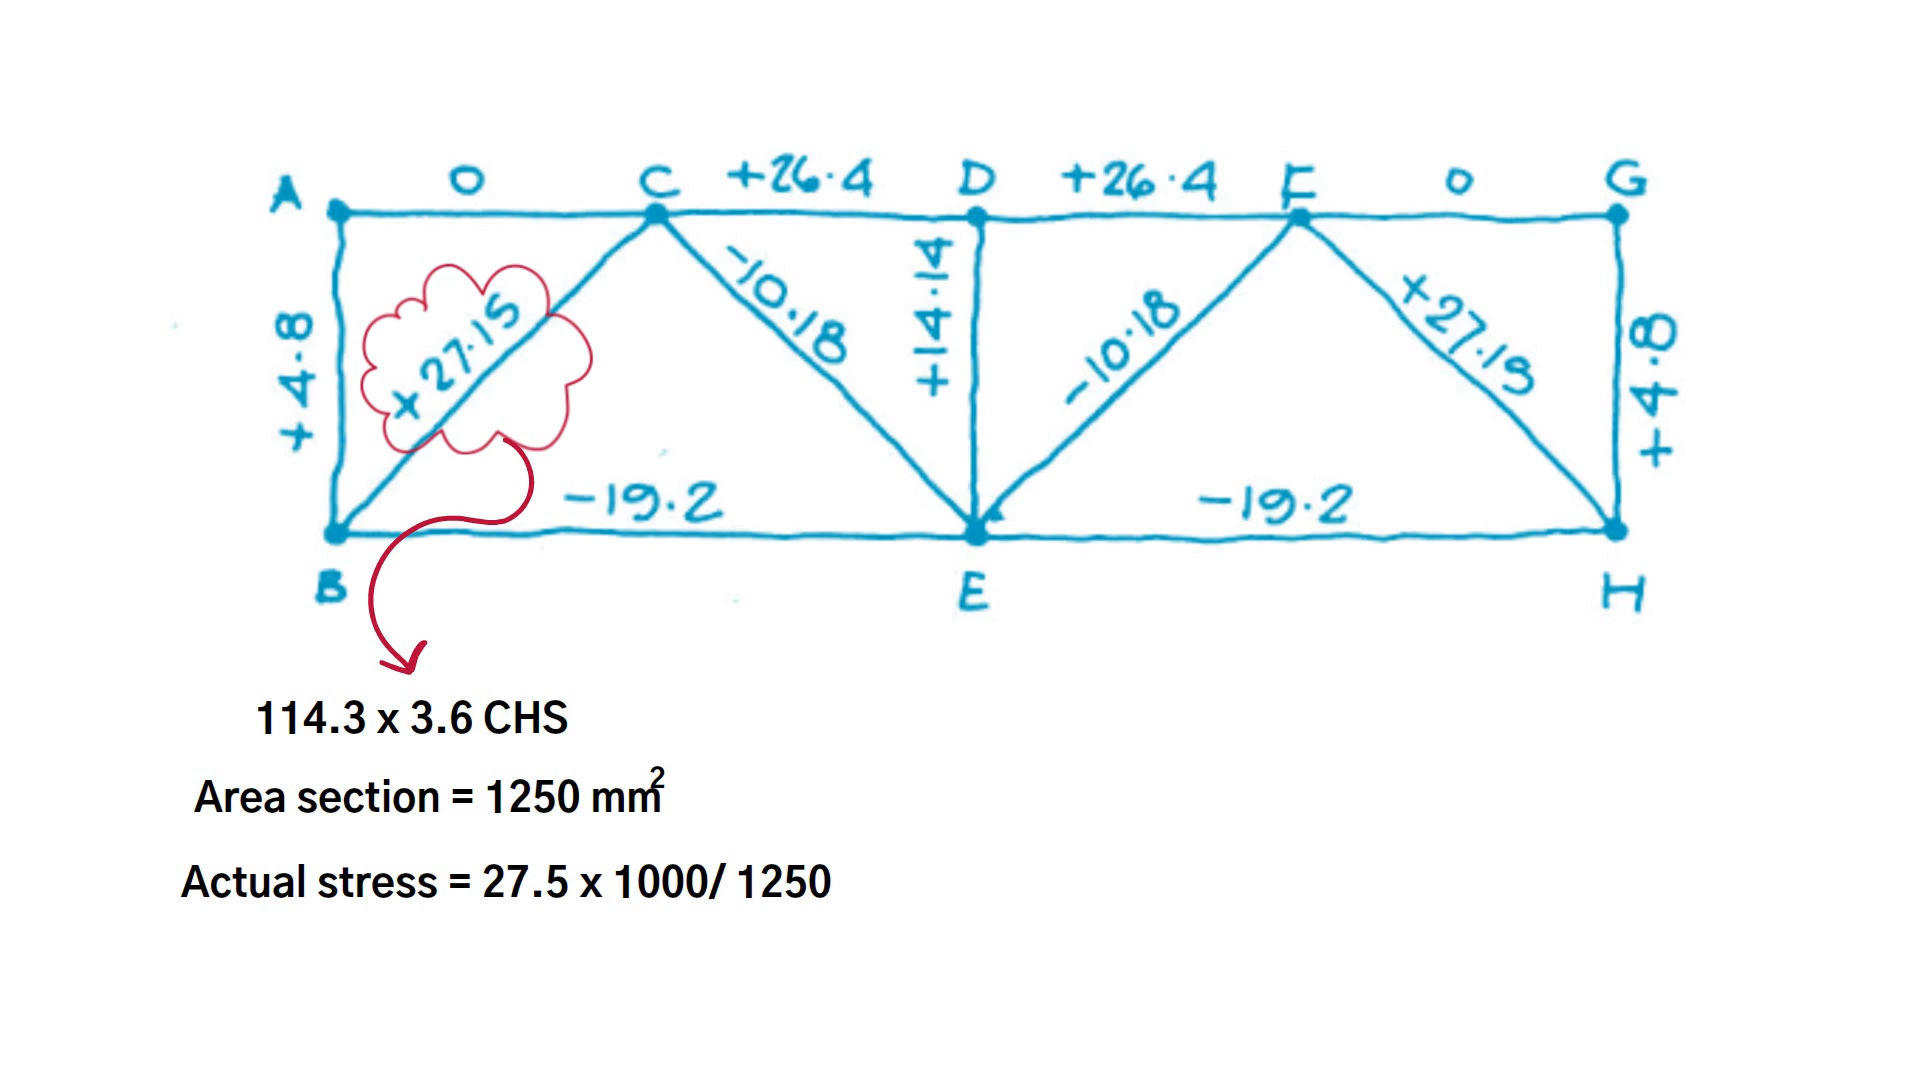 A 0 C +26.4 D +26.4 F 0 G
+4.8 +27.15 -10.18 +14.14 -10.18 +27.15 +4.8
-19.2 -19.2
B E H
114.3 x 3.6 CHS
Area section = 1250 mm²
Actual stress = 27.5 x 1000/ 1250